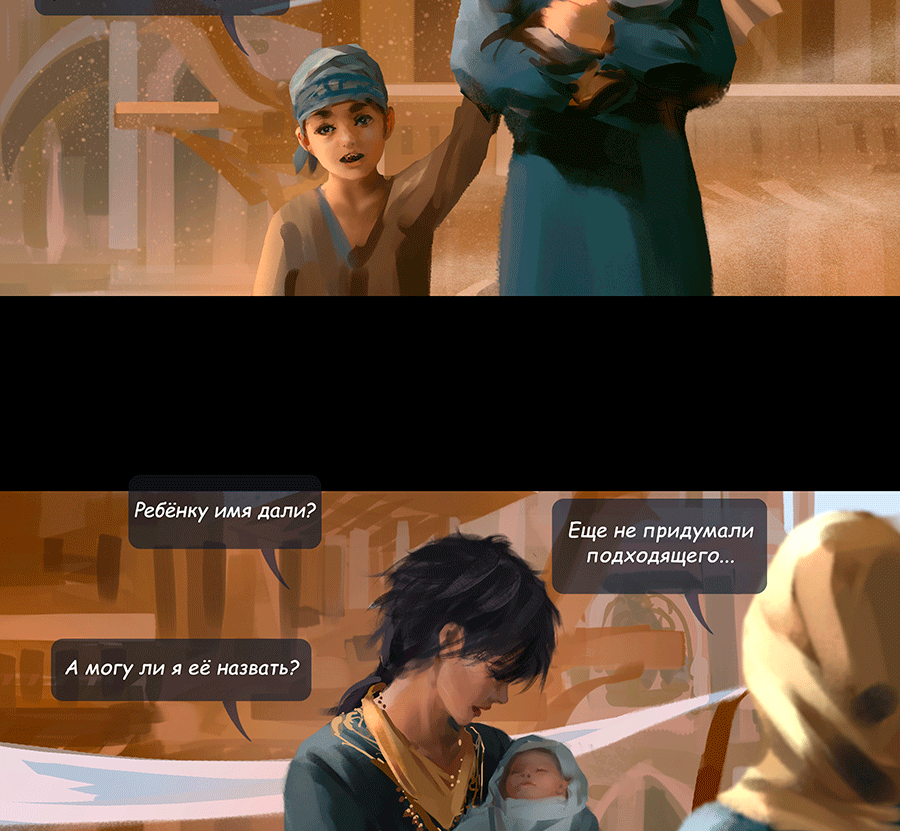 Ребёнку имя дали?
Еще не придумали
подходящего...
А могу ли я её назвать?